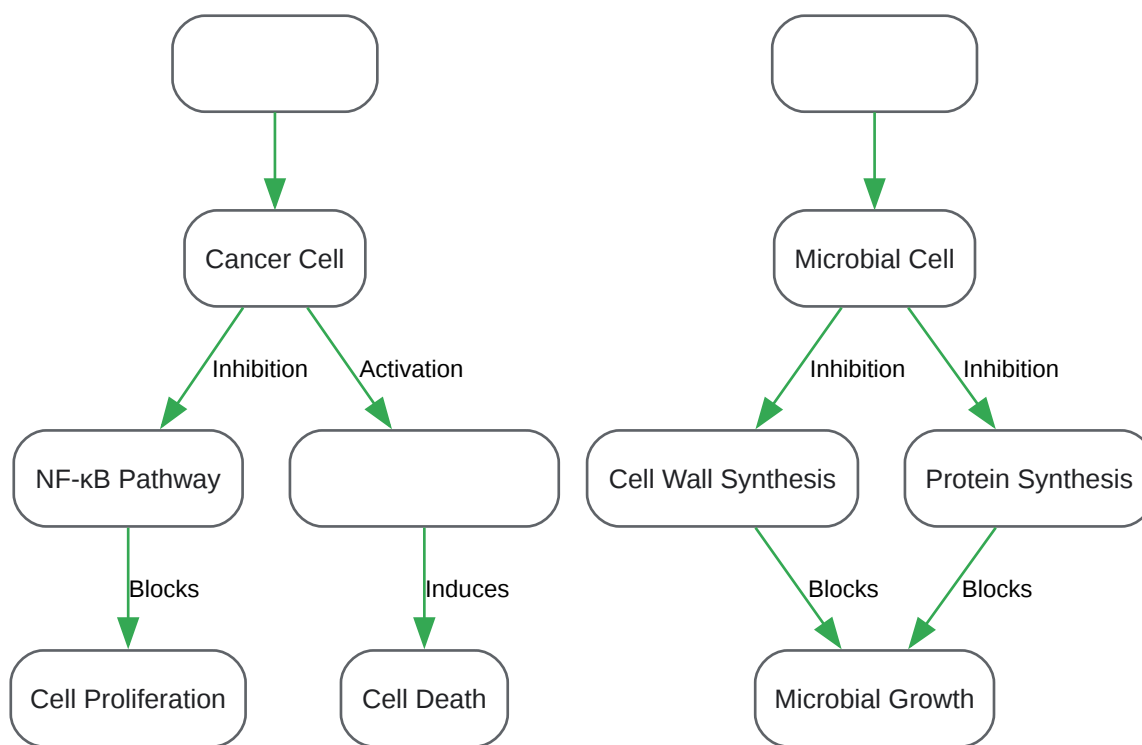 Cancer Cell
Microbial Cell
Inhibition
Activation
Inhibition
Inhibition
NF-κB Pathway
Cell Wall Synthesis
Protein Synthesis
Blocks
Induces
Blocks
Blocks
Cell Proliferation
Cell Death
Microbial Growth